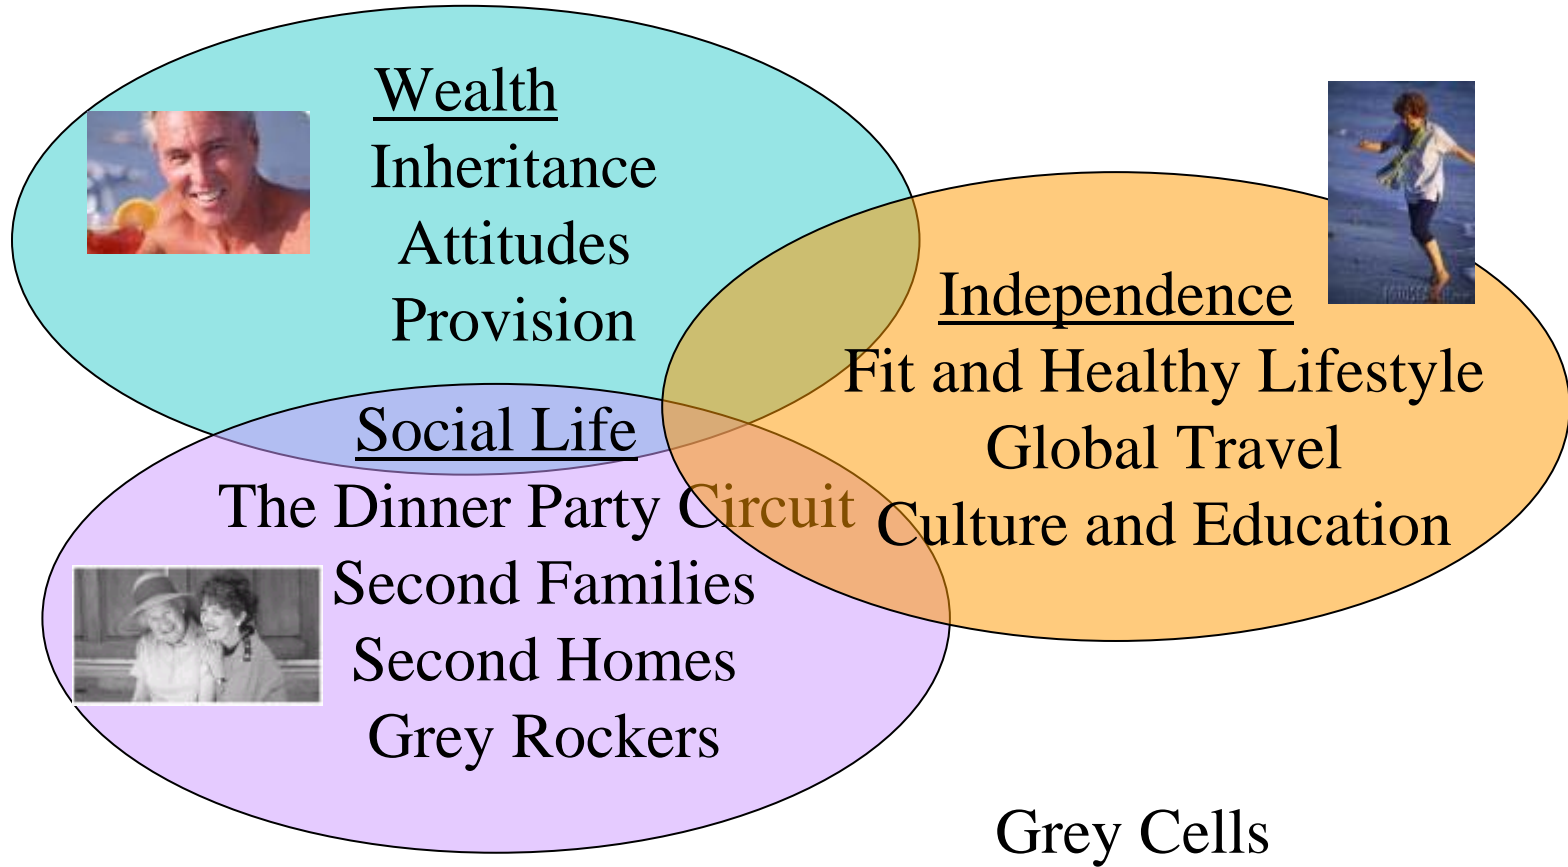 Wealth
Inheritance
Attitudes
Provision
Independence
Fit and Healthy Lifestyle
Global Travel
Culture and Education
Social Life
The Dinner Party Circuit
Second Families
Second Homes
Grey Rockers
Grey Cells